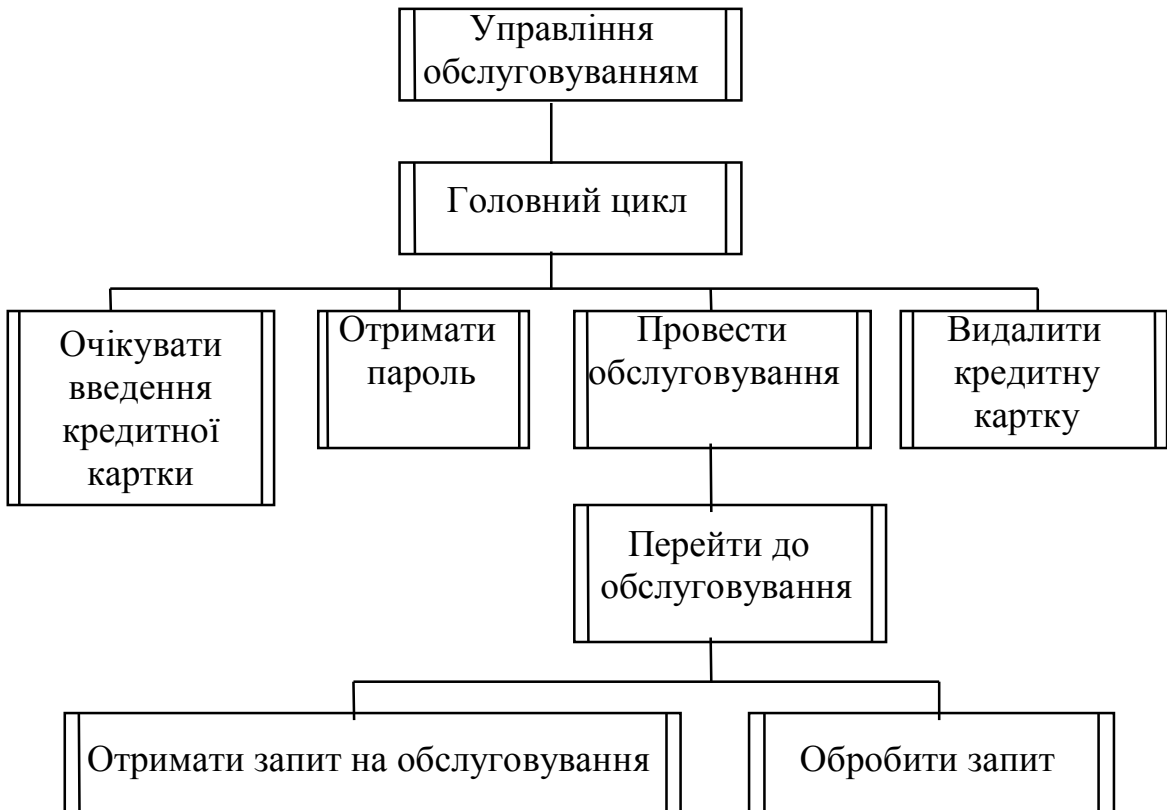 Управління
обслуговуванням
Головний цикл
Очікувати
введення
кредитної
картки
Отримати
пароль
Провести
обслуговування
Видалити
кредитну
картку
Перейти до
обслуговування
Отримати запит на обслуговування
Обробити запит